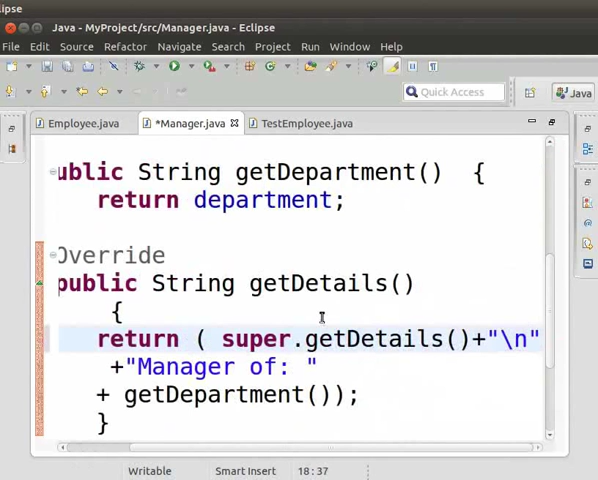 lipse
Java - MyProject/src/Manager.java - Eclipse
File Edit Source Refactor Navigate Search Project Run Window Help
Quick Access
Java
Employee.java *Manager.java TestEmployee.java
ublic String getDepartment() {
return department;
Override
public String getDetails()
{
return ( super.getDetails()+"\n"
+"Manager of: "
+ getDepartment());
}
Writable Smart Insert 18:37